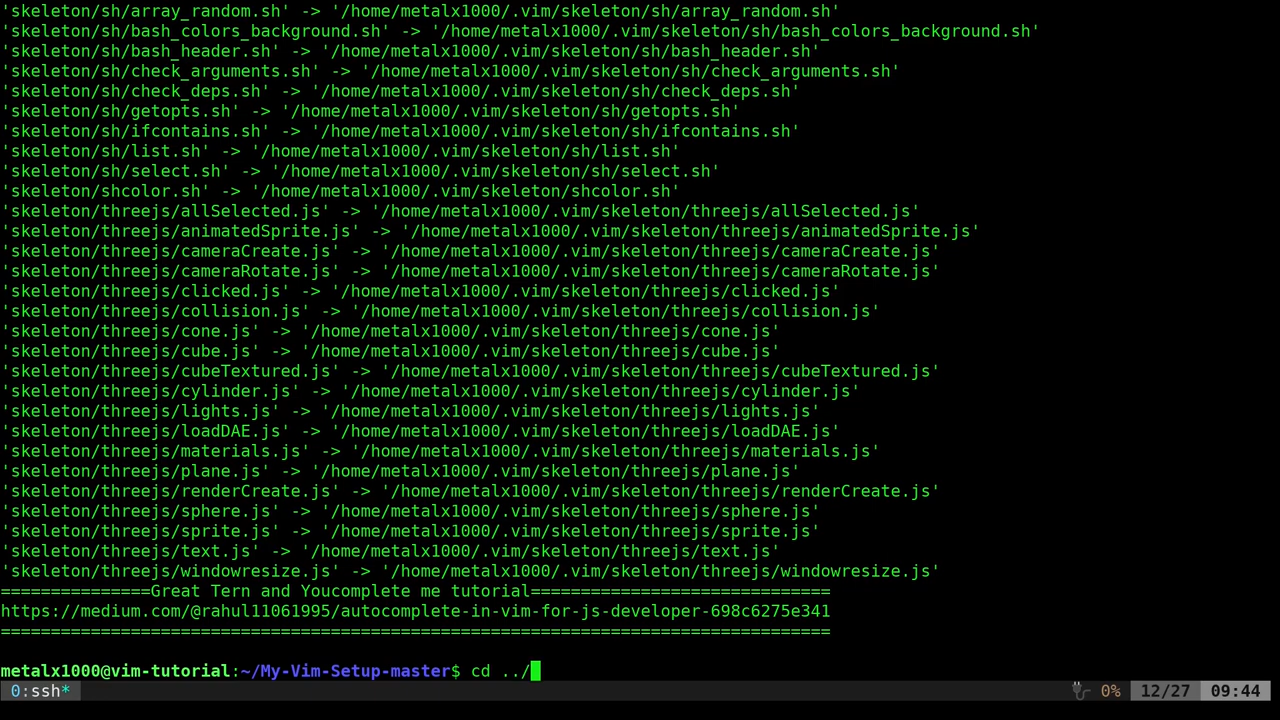 'skeleton/sh/array_random.sh' -> '/home/metalx1000/.vim/skeleton/sh/array_random.sh'
'skeleton/sh/bash_colors_background.sh' -> '/home/metalx1000/.vim/skeleton/sh/bash_colors_background.sh'
'skeleton/sh/bash_header.sh' -> '/home/metalx1000/.vim/skeleton/sh/bash_header.sh'
'skeleton/sh/check_arguments.sh' -> '/home/metalx1000/.vim/skeleton/sh/check_arguments.sh'
'skeleton/sh/check_deps.sh' -> '/home/metalx1000/.vim/skeleton/sh/check_deps.sh'
'skeleton/sh/getopts.sh' -> '/home/metalx1000/.vim/skeleton/sh/getopts.sh'
'skeleton/sh/ifcontains.sh' -> '/home/metalx1000/.vim/skeleton/sh/ifcontains.sh'
'skeleton/sh/list.sh' -> '/home/metalx1000/.vim/skeleton/sh/list.sh'
'skeleton/sh/select.sh' -> '/home/metalx1000/.vim/skeleton/sh/select.sh'
'skeleton/shcolor.sh' -> '/home/metalx1000/.vim/skeleton/shcolor.sh'
'skeleton/threejs/allSelected.js' -> '/home/metalx1000/.vim/skeleton/threejs/allSelected.js'
'skeleton/threejs/animatedSprite.js' -> '/home/metalx1000/.vim/skeleton/threejs/animatedSprite.js'
'skeleton/threejs/cameraCreate.js' -> '/home/metalx1000/.vim/skeleton/threejs/cameraCreate.js'
'skeleton/threejs/cameraRotate.js' -> '/home/metalx1000/.vim/skeleton/threejs/cameraRotate.js'
'skeleton/threejs/clicked.js' -> '/home/metalx1000/.vim/skeleton/threejs/clicked.js'
'skeleton/threejs/collision.js' -> '/home/metalx1000/.vim/skeleton/threejs/collision.js'
'skeleton/threejs/cone.js' -> '/home/metalx1000/.vim/skeleton/threejs/cone.js'
'skeleton/threejs/cube.js' -> '/home/metalx1000/.vim/skeleton/threejs/cube.js'
'skeleton/threejs/cubeTextured.js' -> '/home/metalx1000/.vim/skeleton/threejs/cubeTextured.js'
'skeleton/threejs/cylinder.js' -> '/home/metalx1000/.vim/skeleton/threejs/cylinder.js'
'skeleton/threejs/lights.js' -> '/home/metalx1000/.vim/skeleton/threejs/lights.js'
'skeleton/threejs/loadDAE.js' -> '/home/metalx1000/.vim/skeleton/threejs/loadDAE.js'
'skeleton/threejs/materials.js' -> '/home/metalx1000/.vim/skeleton/threejs/materials.js'
'skeleton/threejs/plane.js' -> '/home/metalx1000/.vim/skeleton/threejs/plane.js'
'skeleton/threejs/renderCreate.js' -> '/home/metalx1000/.vim/skeleton/threejs/renderCreate.js'
'skeleton/threejs/sphere.js' -> '/home/metalx1000/.vim/skeleton/threejs/sphere.js'
'skeleton/threejs/sprite.js' -> '/home/metalx1000/.vim/skeleton/threejs/sprite.js'
'skeleton/threejs/text.js' -> '/home/metalx1000/.vim/skeleton/threejs/text.js'
'skeleton/threejs/windowresize.js' -> '/home/metalx1000/.vim/skeleton/threejs/windowresize.js'
===============Great Tern and Youcomplete me tutorial==============================
https://medium.com/@rahul11061995/autocomplete-in-vim-for-js-developer-698c6275e341
===================================================================================
metalx1000@vim-tutorial:~/My-Vim-Setup-master$ cd ../
0:ssh* 0% 12/27 09:44